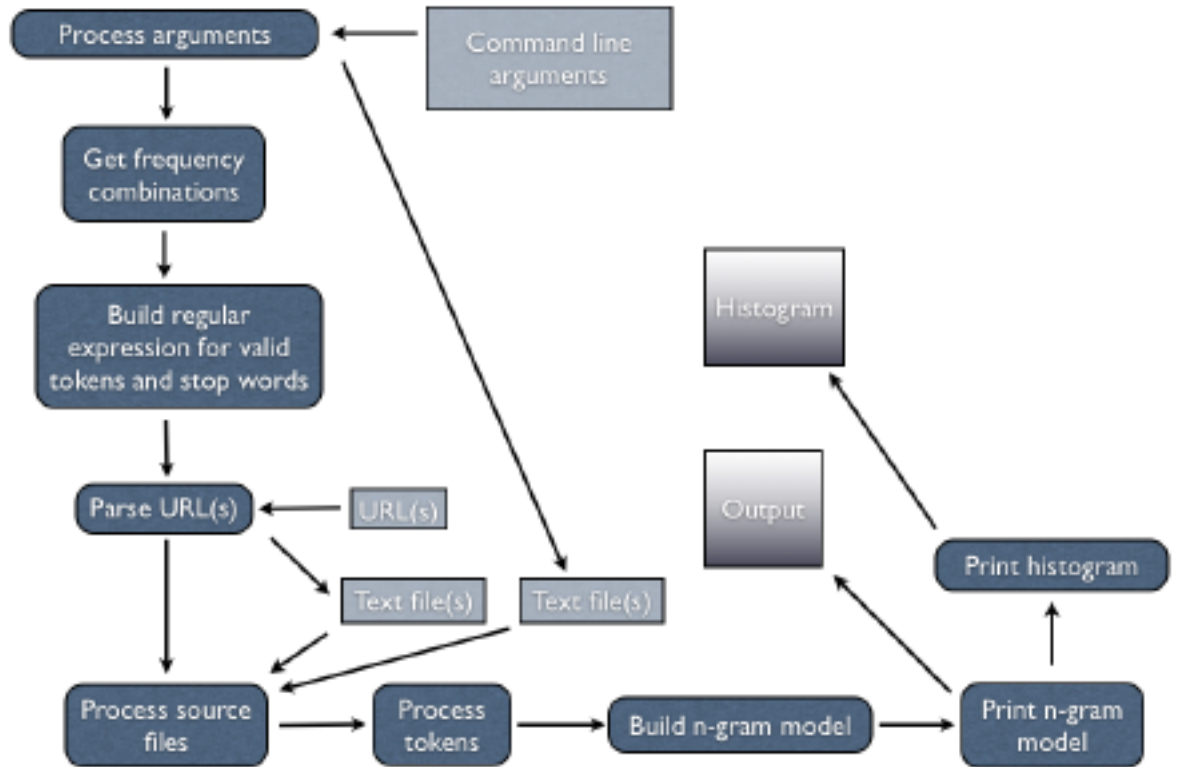 Process arguments
Command line
arguments
Get frequency
combinations
Build regular
expression for valid
tokens and stop words
Histogram
Parse URL(s)
URL(s)
Output
Print histogram
Text file(s)
Text file(s)
Process source
files
Process
tokens
Build n-gram model
Print n-gram
model